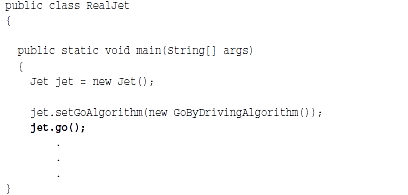 public class RealJet
{
public static void main(String[] args)
{
Jet jet = new Jet();
jet.setGoAlgorithm(new GoByDrivingAlgorithm());
jet.go();
.
.
.
}